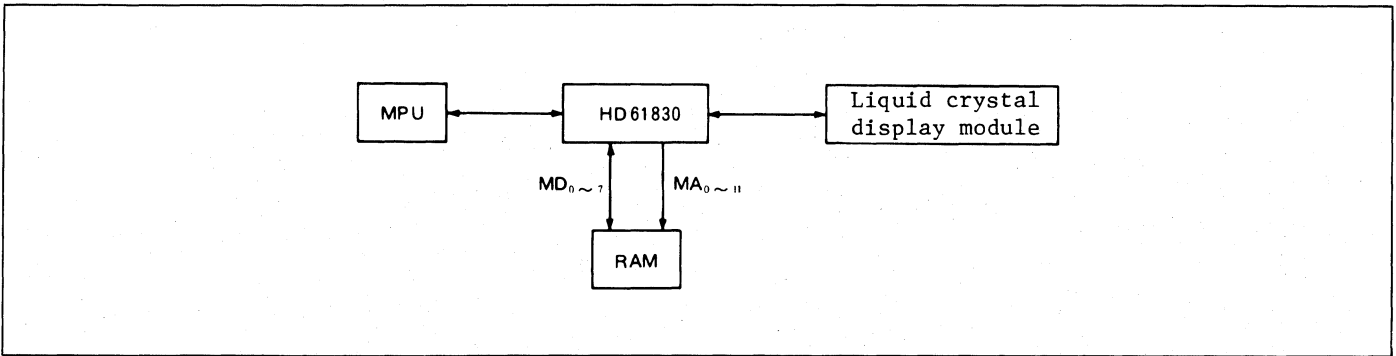 MPU
HD61830
Liquid crystal
display module
MD₀～₇
MA₀～₁₁
RAM